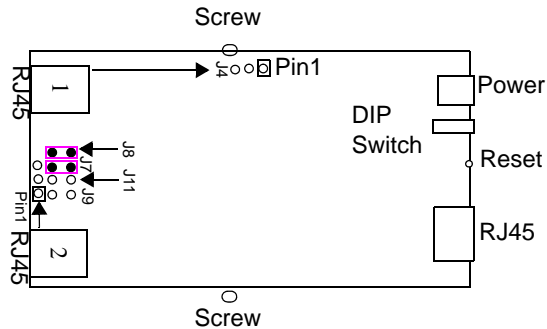 Screw
RJ45
1
J4
Pin1
Power
DIP
Switch
J8
J7
J11
Reset
J9
Pin1
RJ45
2
RJ45
Screw